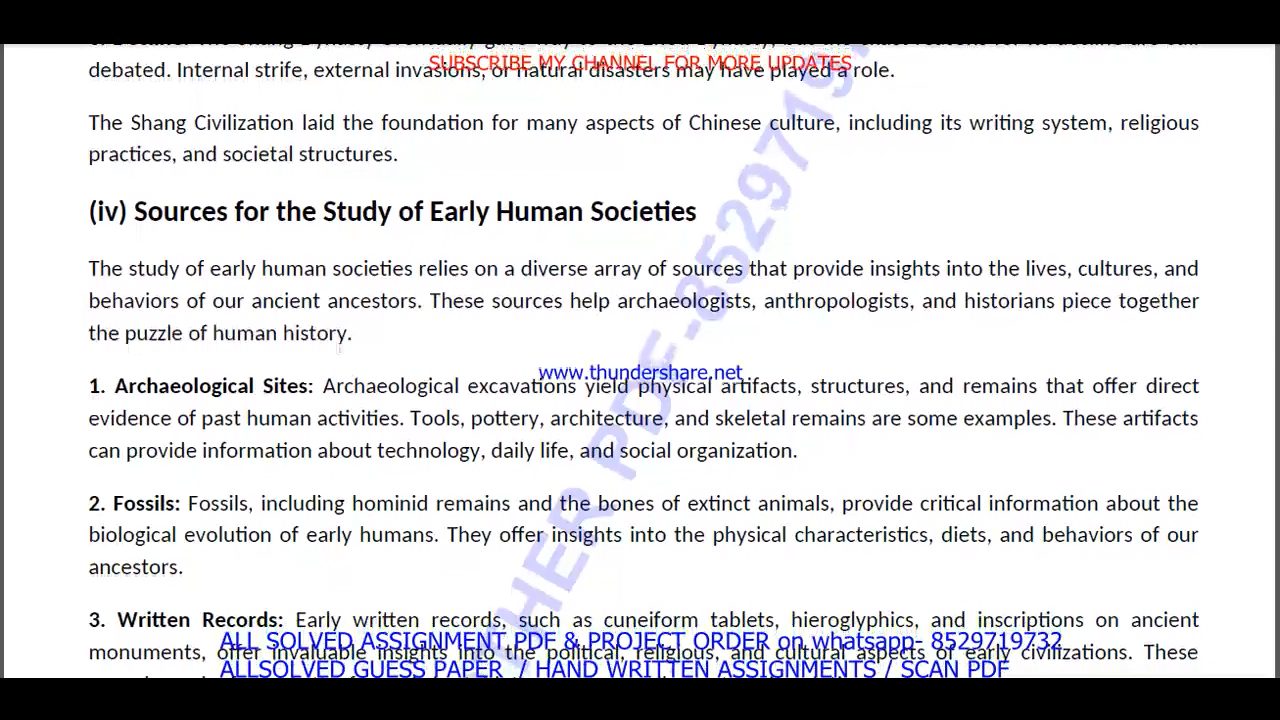 debated. Internal strife, external invasions, or natural disasters may have played a role.
SUBSCRIBE MY CHANNEL FOR MORE UPDATES
The Shang Civilization laid the foundation for many aspects of Chinese culture, including its writing system, religious
practices, and societal structures.
(iv) Sources for the Study of Early Human Societies
The study of early human societies relies on a diverse array of sources that provide insights into the lives, cultures, and
behaviors of our ancient ancestors. These sources help archaeologists, anthropologists, and historians piece together
the puzzle of human history.
www.thundershare.net
1. Archaeological Sites: Archaeological excavations yield physical artifacts, structures, and remains that offer direct
evidence of past human activities. Tools, pottery, architecture, and skeletal remains are some examples. These artifacts
can provide information about technology, daily life, and social organization.
2. Fossils: Fossils, including hominid remains and the bones of extinct animals, provide critical information about the
biological evolution of early humans. They offer insights into the physical characteristics, diets, and behaviors of our
ancestors.
3. Written Records: Early written records, such as cuneiform tablets, hieroglyphics, and inscriptions on ancient
ALL SOLVED ASSIGNMENT PDF & PROJECT ORDER on whatsapp- 8529719732
monuments, offer invaluable insights into the political, religious, and cultural aspects of early civilizations. These
ALLSOLVED GUESS PAPER / HAND WRITTEN ASSIGNMENTS / SCAN PDF
HER PDF-8529719